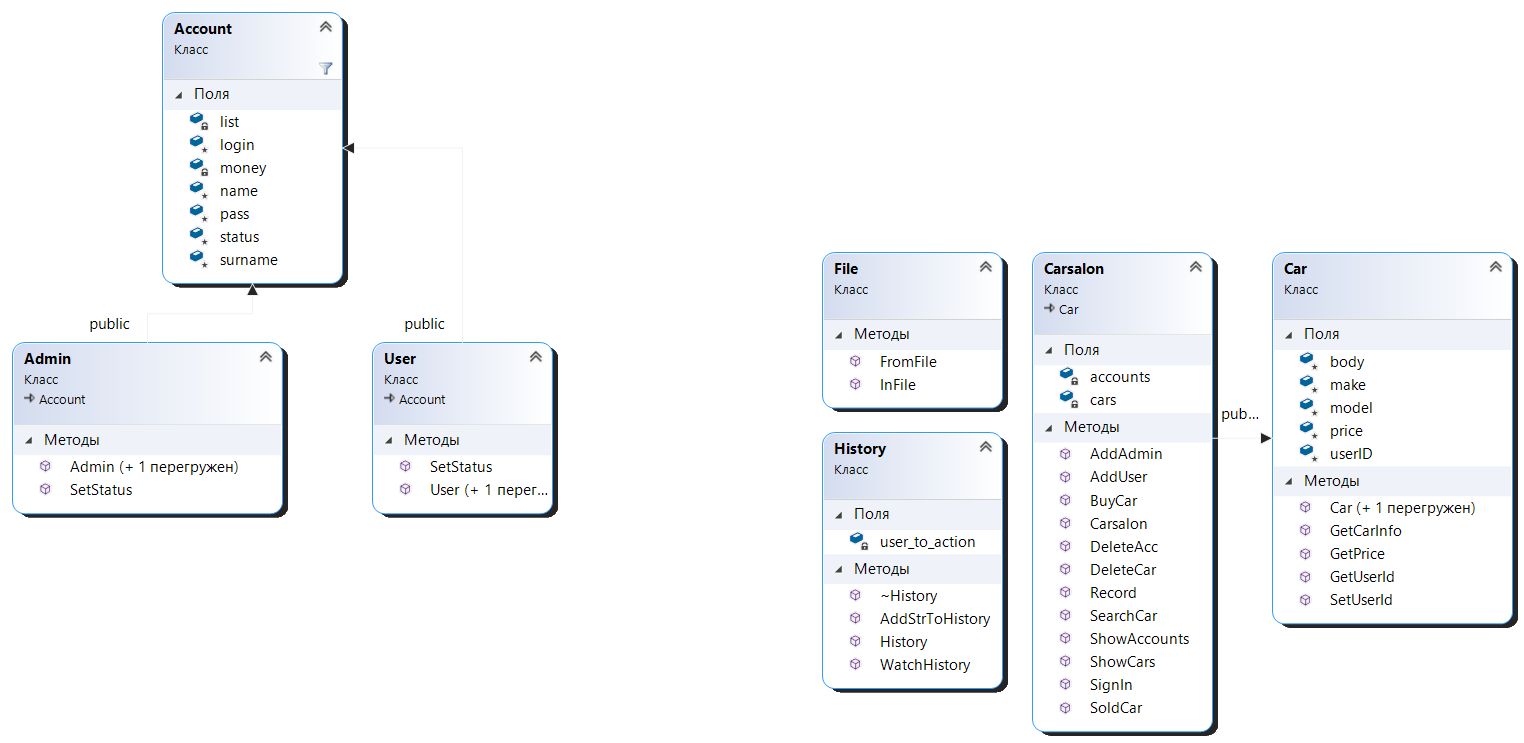 Account
Класс
Поля
list
login
money
name
pass
status
surname
public
public
Admin
Класс
Account
Методы
Admin (+ 1 перегружен)
SetStatus
User
Класс
Account
Методы
SetStatus
User (+ 1 перег...
File
Класс
Методы
FromFile
InFile
History
Класс
Поля
user_to_action
Методы
~History
AddStrToHistory
History
WatchHistory
Carsalon
Класс
Car
Поля
accounts
cars
Методы
AddAdmin
AddUser
BuyCar
Carsalon
DeleteAcc
DeleteCar
Record
SearchCar
ShowAccounts
ShowCars
SignIn
SoldCar
pub...
Car
Класс
Поля
body
make
model
price
userID
Методы
Car (+ 1 перегружен)
GetCarInfo
GetPrice
GetUserId
SetUserId